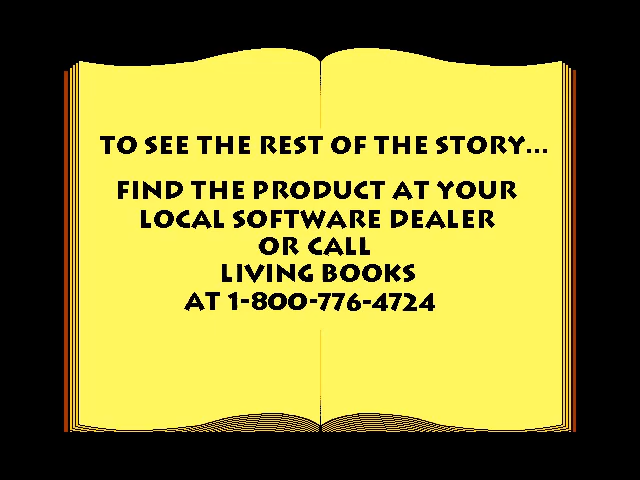 TO SEE THE REST OF THE STORY...
FIND THE PRODUCT AT YOUR
LOCAL SOFTWARE DEALER
OR CALL
LIVING BOOKS
AT 1-800-776-4724